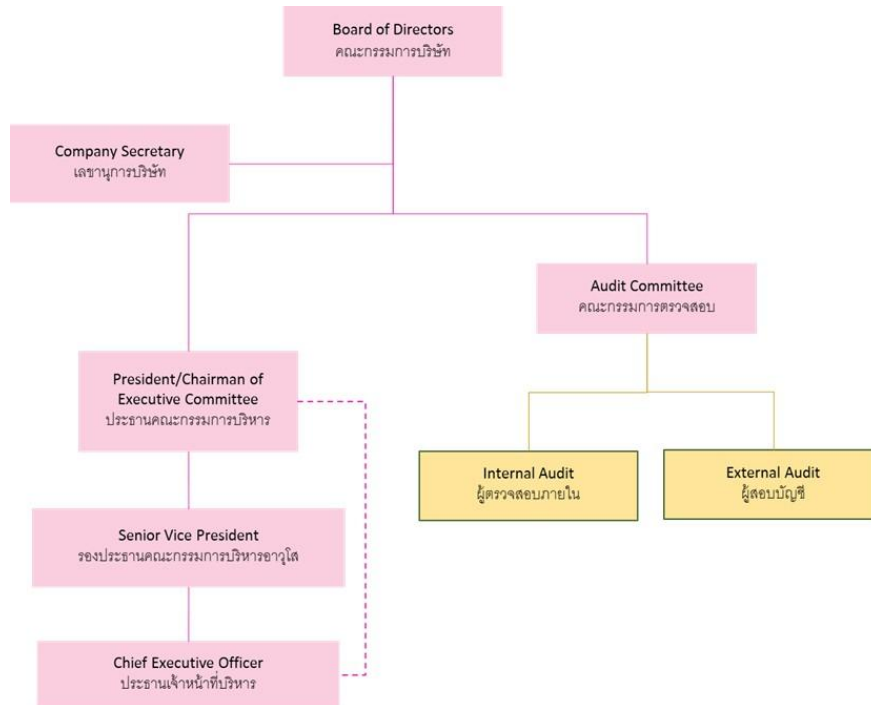 Board of Directors
คณะกรรมการบริษัท
Company Secretary
เลขานุการบริษัท
Audit Committee
คณะกรรมการตรวจสอบ
President/Chairman of
Executive Committee
ประธานคณะกรรมการบริหาร
Internal Audit
ผู้ตรวจสอบภายใน
External Audit
ผู้สอบบัญชี
Senior Vice President
รองประธานคณะกรรมการบริหารอาวุโส
Chief Executive Officer
ประธานเจ้าหน้าที่บริหาร